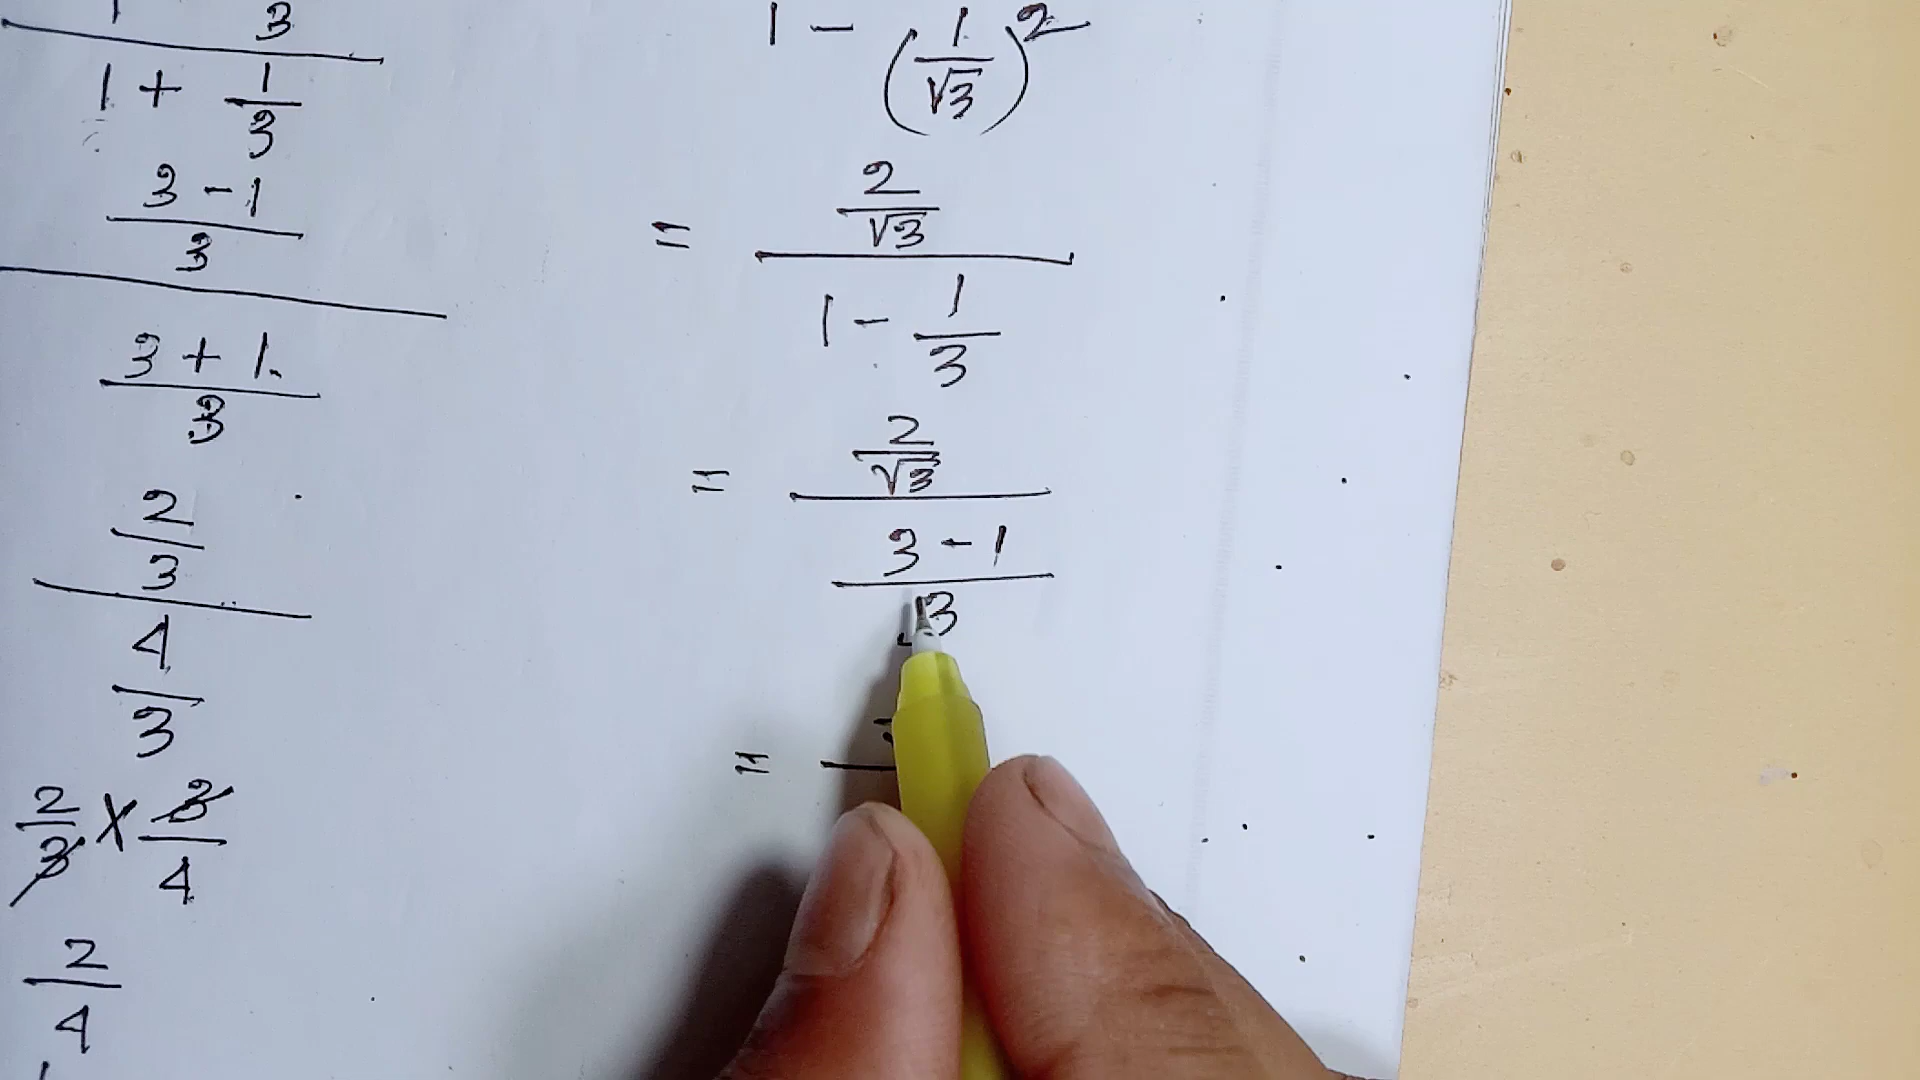 1 3
1 + 1
3
3 - 1
3
3 + 1
3
2
3
4
3
2 × 3
3 4
2
4
1 - (1/√3)2
= 2
√3
1 - 1
3
= 2
√3
3 - 1
3
=